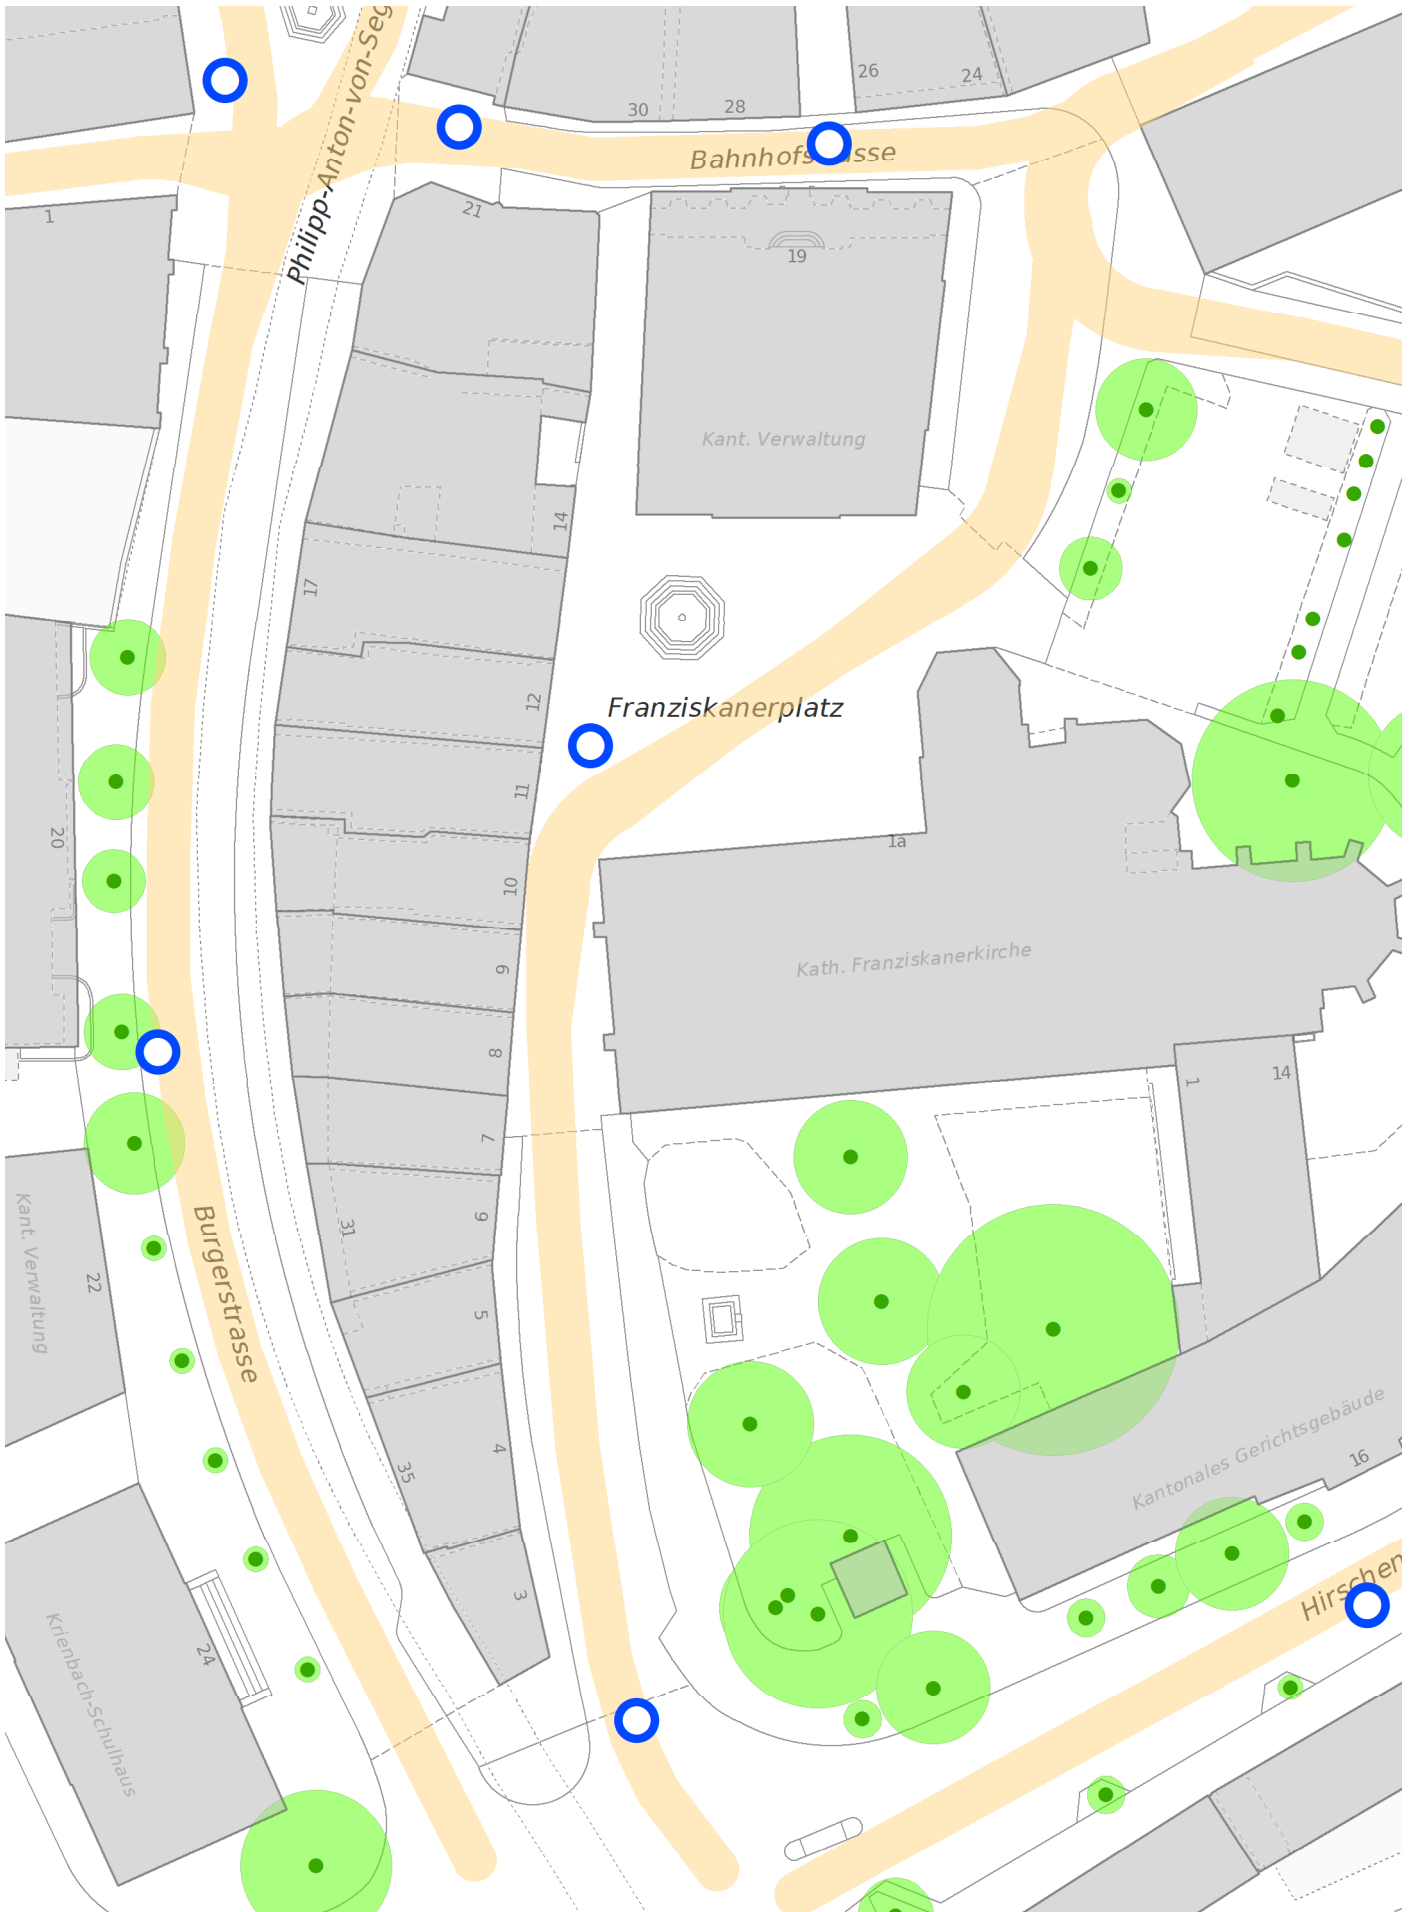 Philipp-Anton-von-Seg
26
24
30
28
Bahnhofs
asse
1
21
19
Kant. Verwaltung
14
17
12
Franziskanerplatz
11
20
1a
10
9
Kath. Franziskanerkirche
8
1
14
7
Kant. Verwaltung
31
9
22
Burgerstrasse
5
4
35
Kantonales Gerichtsgebäude
16
3
Hirschen
24
Krienbach-Schulhaus